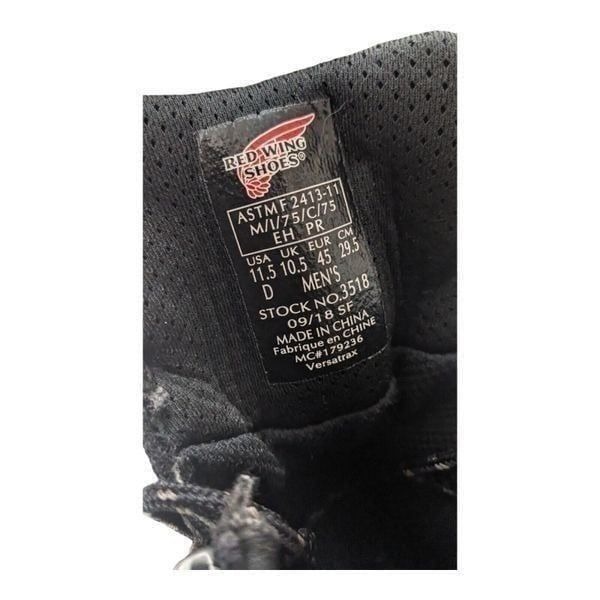 RED WING
SHOES®
ASTM F 2413-11
M/I/75/C/75
EH PR
USA UK EUR CM
11.5 10.5 45 29.5
D MEN'S
STOCK NO.3518
09/18 SF
MADE IN CHINA
Fabrique en CHINE
MC#179236
Versatrax